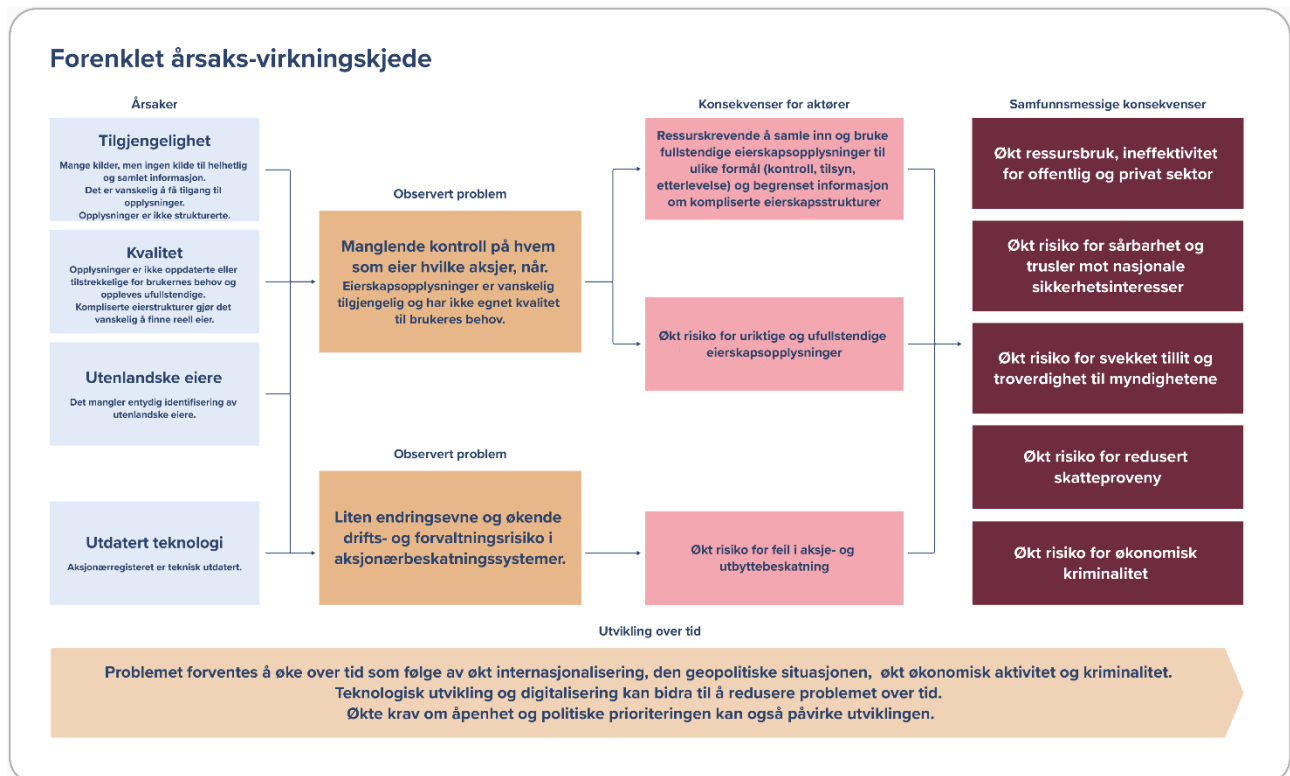 Forenklet årsaks-virkningskjede
Årsaker
Tilgjengelighet
Mange kilder, men ingen kilde til helhetlig
og samlet informasjon.
Det er vanskelig å få tilgang til
opplysninger.
Opplysninger er ikke strukturerte.
Kvalitet
Opplysninger er ikke oppdaterte eller
tilstrekkelige for brukernes behov og
oppleves ufullstendige.
Kompliserte eierstrukturer gjør det
vanskelig å finne reell eier.
Utenlandske eiere
Det mangler entydig identifisering av
utenlandske eiere.
Utdatert teknologi
Aksjonærregisteret er teknisk utdatert.
Observert problem
Manglende kontroll på hvem
som eier hvilke aksjer, når.
Eierskapsopplysninger er vanskelig
tilgjengelig og har ikke egnet kvalitet
til brukeres behov.
Observert problem
Liten endringsevne og økende
drifts- og forvaltningsrisiko i
aksjonærbeskatningssystemer.
Konsekvenser for aktører
Ressurskrevende å samle inn og bruke
fullstendige eierskapsopplysninger til
ulike formål (kontroll, tilsyn,
etterlevelse) og begrenset informasjon
om kompliserte eierskapsstrukturer
Økt risiko for uriktige og ufullstendige
eierskapsopplysninger
Økt risiko for feil i aksje- og
utbyttebeskatning
Samfunnsmessige konsekvenser
Økt ressursbruk, ineffektivitet
for offentlig og privat sektor
Økt risiko for sårbarhet og
trusler mot nasjonale
sikkerhetsinteresser
Økt risiko for svekket tillit og
troverdighet til myndighetene
Økt risiko for redusert
skatteproveny
Økt risiko for økonomisk
kriminalitet
Utvikling over tid
Problemet forventes å øke over tid som følge av økt internasjonalisering, den geopolitiske situasjonen, økt økonomisk aktivitet og kriminalitet.
Teknologisk utvikling og digitalisering kan bidra til å redusere problemet over tid.
Økte krav om åpenhet og politiske prioriteringen kan også påvirke utviklingen.